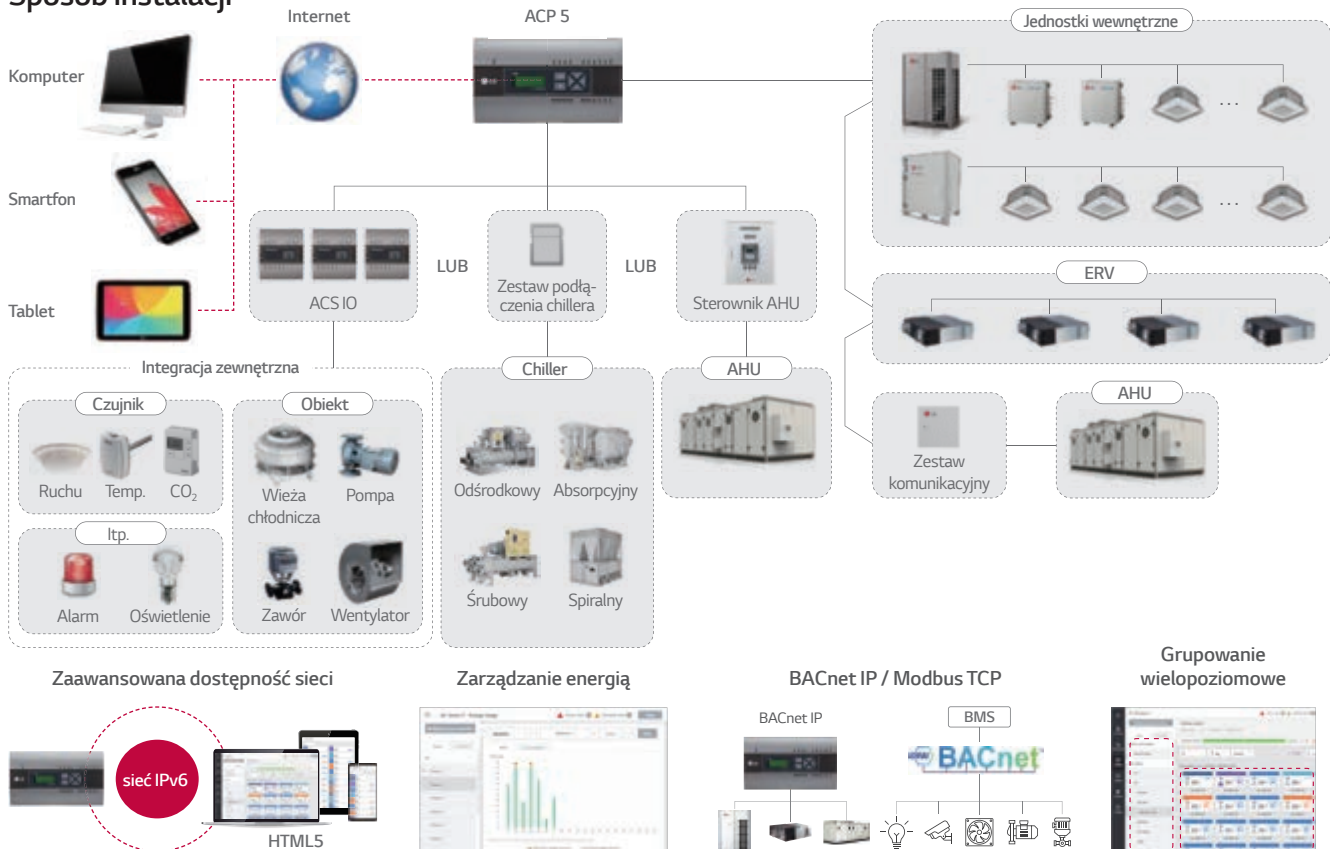 Sposób instalacji
Internet
ACP 5
Jednostki wewnętrzne
Komputer
Smartfon
Tablet
LUB
LUB
ACS IO
Zestaw podłą-
czenia chillera
Sterownik AHU
ERV
Integracja zewnętrzna
Czujnik
Ruchu
Temp.
CO₂
Itp.
Alarm
Oświetlenie
Obiekt
Wieża
chłodnicza
Pompa
Zawór
Wentylator
Chiller
Odśrodkowy
Absorpcyjny
Śrubowy
Spiralny
AHU
Zestaw
komunikacyjny
AHU
Zaawansowana dostępność sieci
sieć IPv6
HTML5
Zarządzanie energią
BACnet IP / Modbus TCP
BACnet IP
BMS
BACnet
Grupowanie
wielopoziomowe